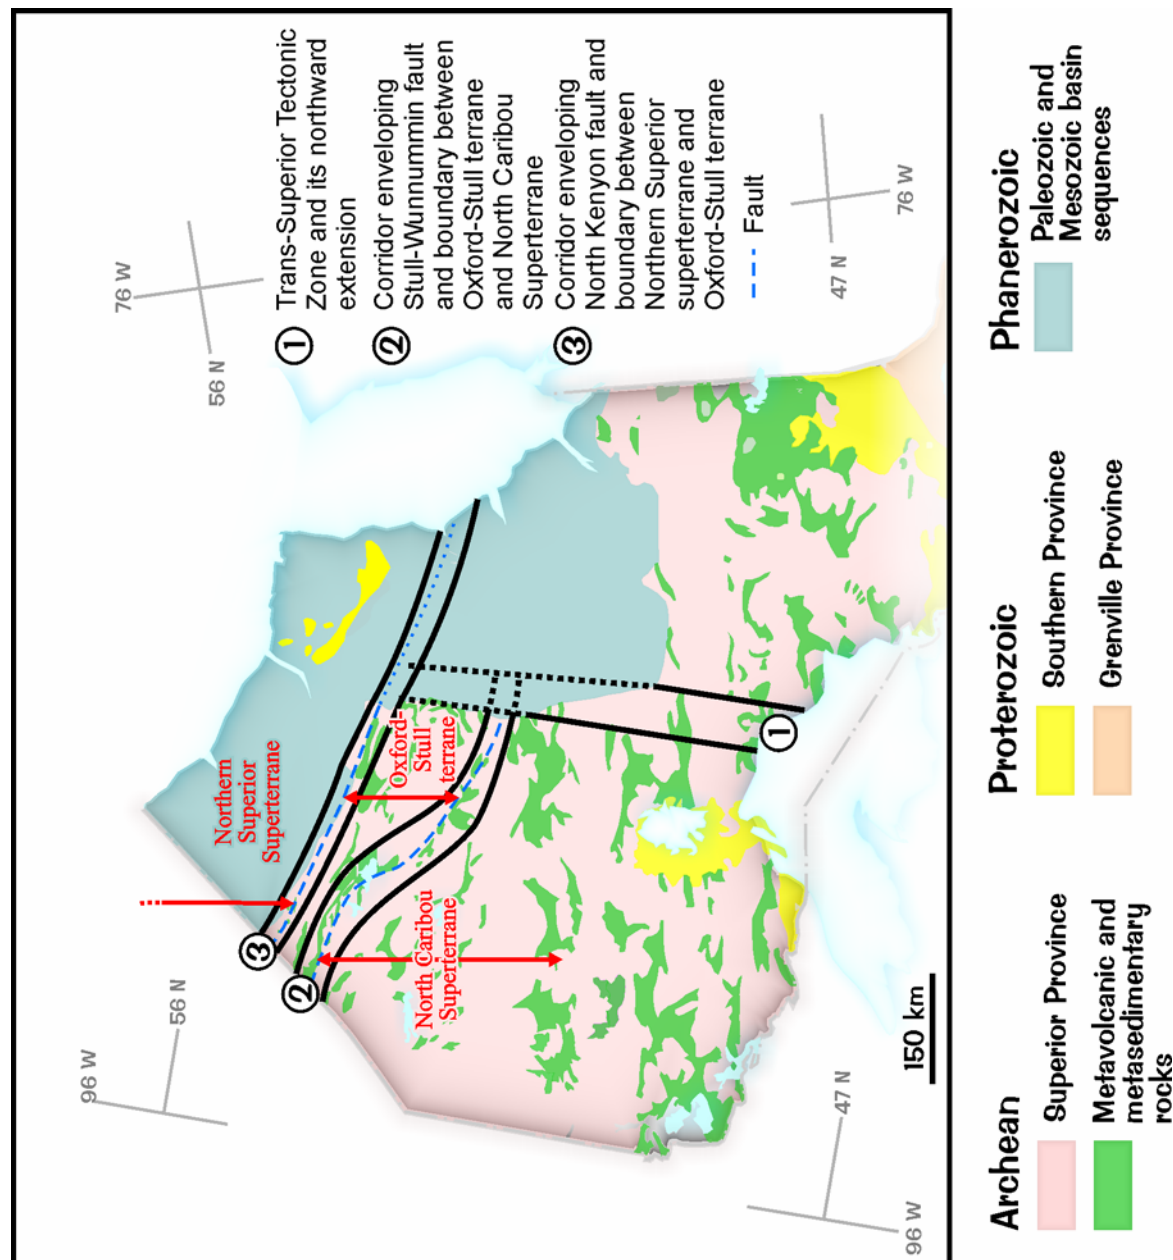 76 W
56 N
① Trans-Superior Tectonic
Zone and its northward
extension
② Corridor enveloping
Stull-Wunnummin fault
and boundary between
Oxford-Stull terrane
and North Caribou
Superterrane
③ Corridor enveloping
North Kenyon fault and
boundary between
Northern Superior
superterrane and
Oxford-Stull terrane
Fault
47 N
76 W
Northern
Superior
Superterrane
Oxford-
Stull
terrane
North Caribou
Superterrane
③
②
①
96 W
56 N
150 km
47 N
96 W
Archean
Superior Province
Metavolcanic and
metasedimentary
rocks
Proterozoic
Southern Province
Grenville Province
Phanerozoic
Paleozoic and
Mesozoic basin
sequences